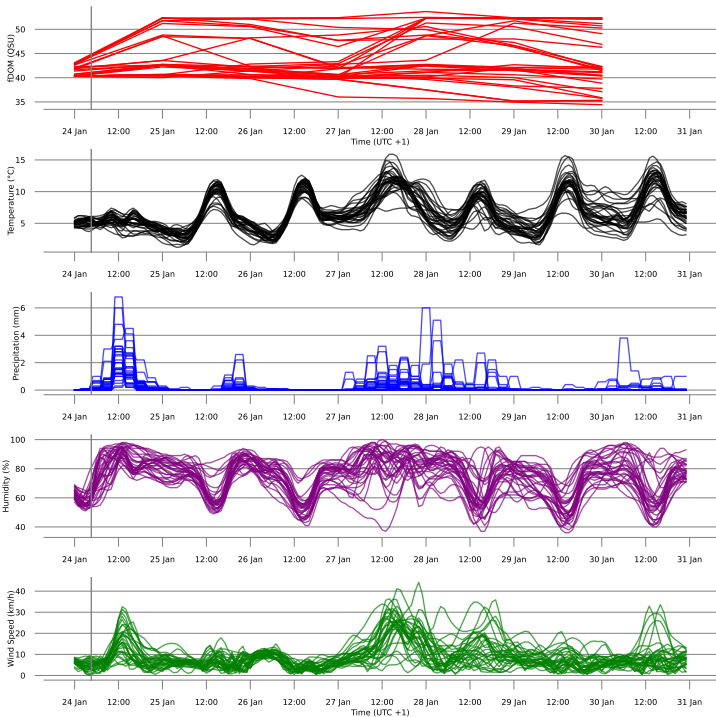 fDOM (QSU)
50
45
40
35
24 Jan 12:00 25 Jan 12:00 26 Jan 12:00 27 Jan 12:00 28 Jan 12:00 29 Jan 12:00 30 Jan 12:00 31 Jan
Time (UTC +1)
Temperature (°C)
15
10
5
24 Jan 12:00 25 Jan 12:00 26 Jan 12:00 27 Jan 12:00 28 Jan 12:00 29 Jan 12:00 30 Jan 12:00 31 Jan
Precipitation (mm)
6
4
2
0
24 Jan 12:00 25 Jan 12:00 26 Jan 12:00 27 Jan 12:00 28 Jan 12:00 29 Jan 12:00 30 Jan 12:00 31 Jan
Humidity (%)
100
80
60
40
24 Jan 12:00 25 Jan 12:00 26 Jan 12:00 27 Jan 12:00 28 Jan 12:00 29 Jan 12:00 30 Jan 12:00 31 Jan
Wind Speed (km/h)
40
30
20
10
0
24 Jan 12:00 25 Jan 12:00 26 Jan 12:00 27 Jan 12:00 28 Jan 12:00 29 Jan 12:00 30 Jan 12:00 31 Jan
Time (UTC +1)